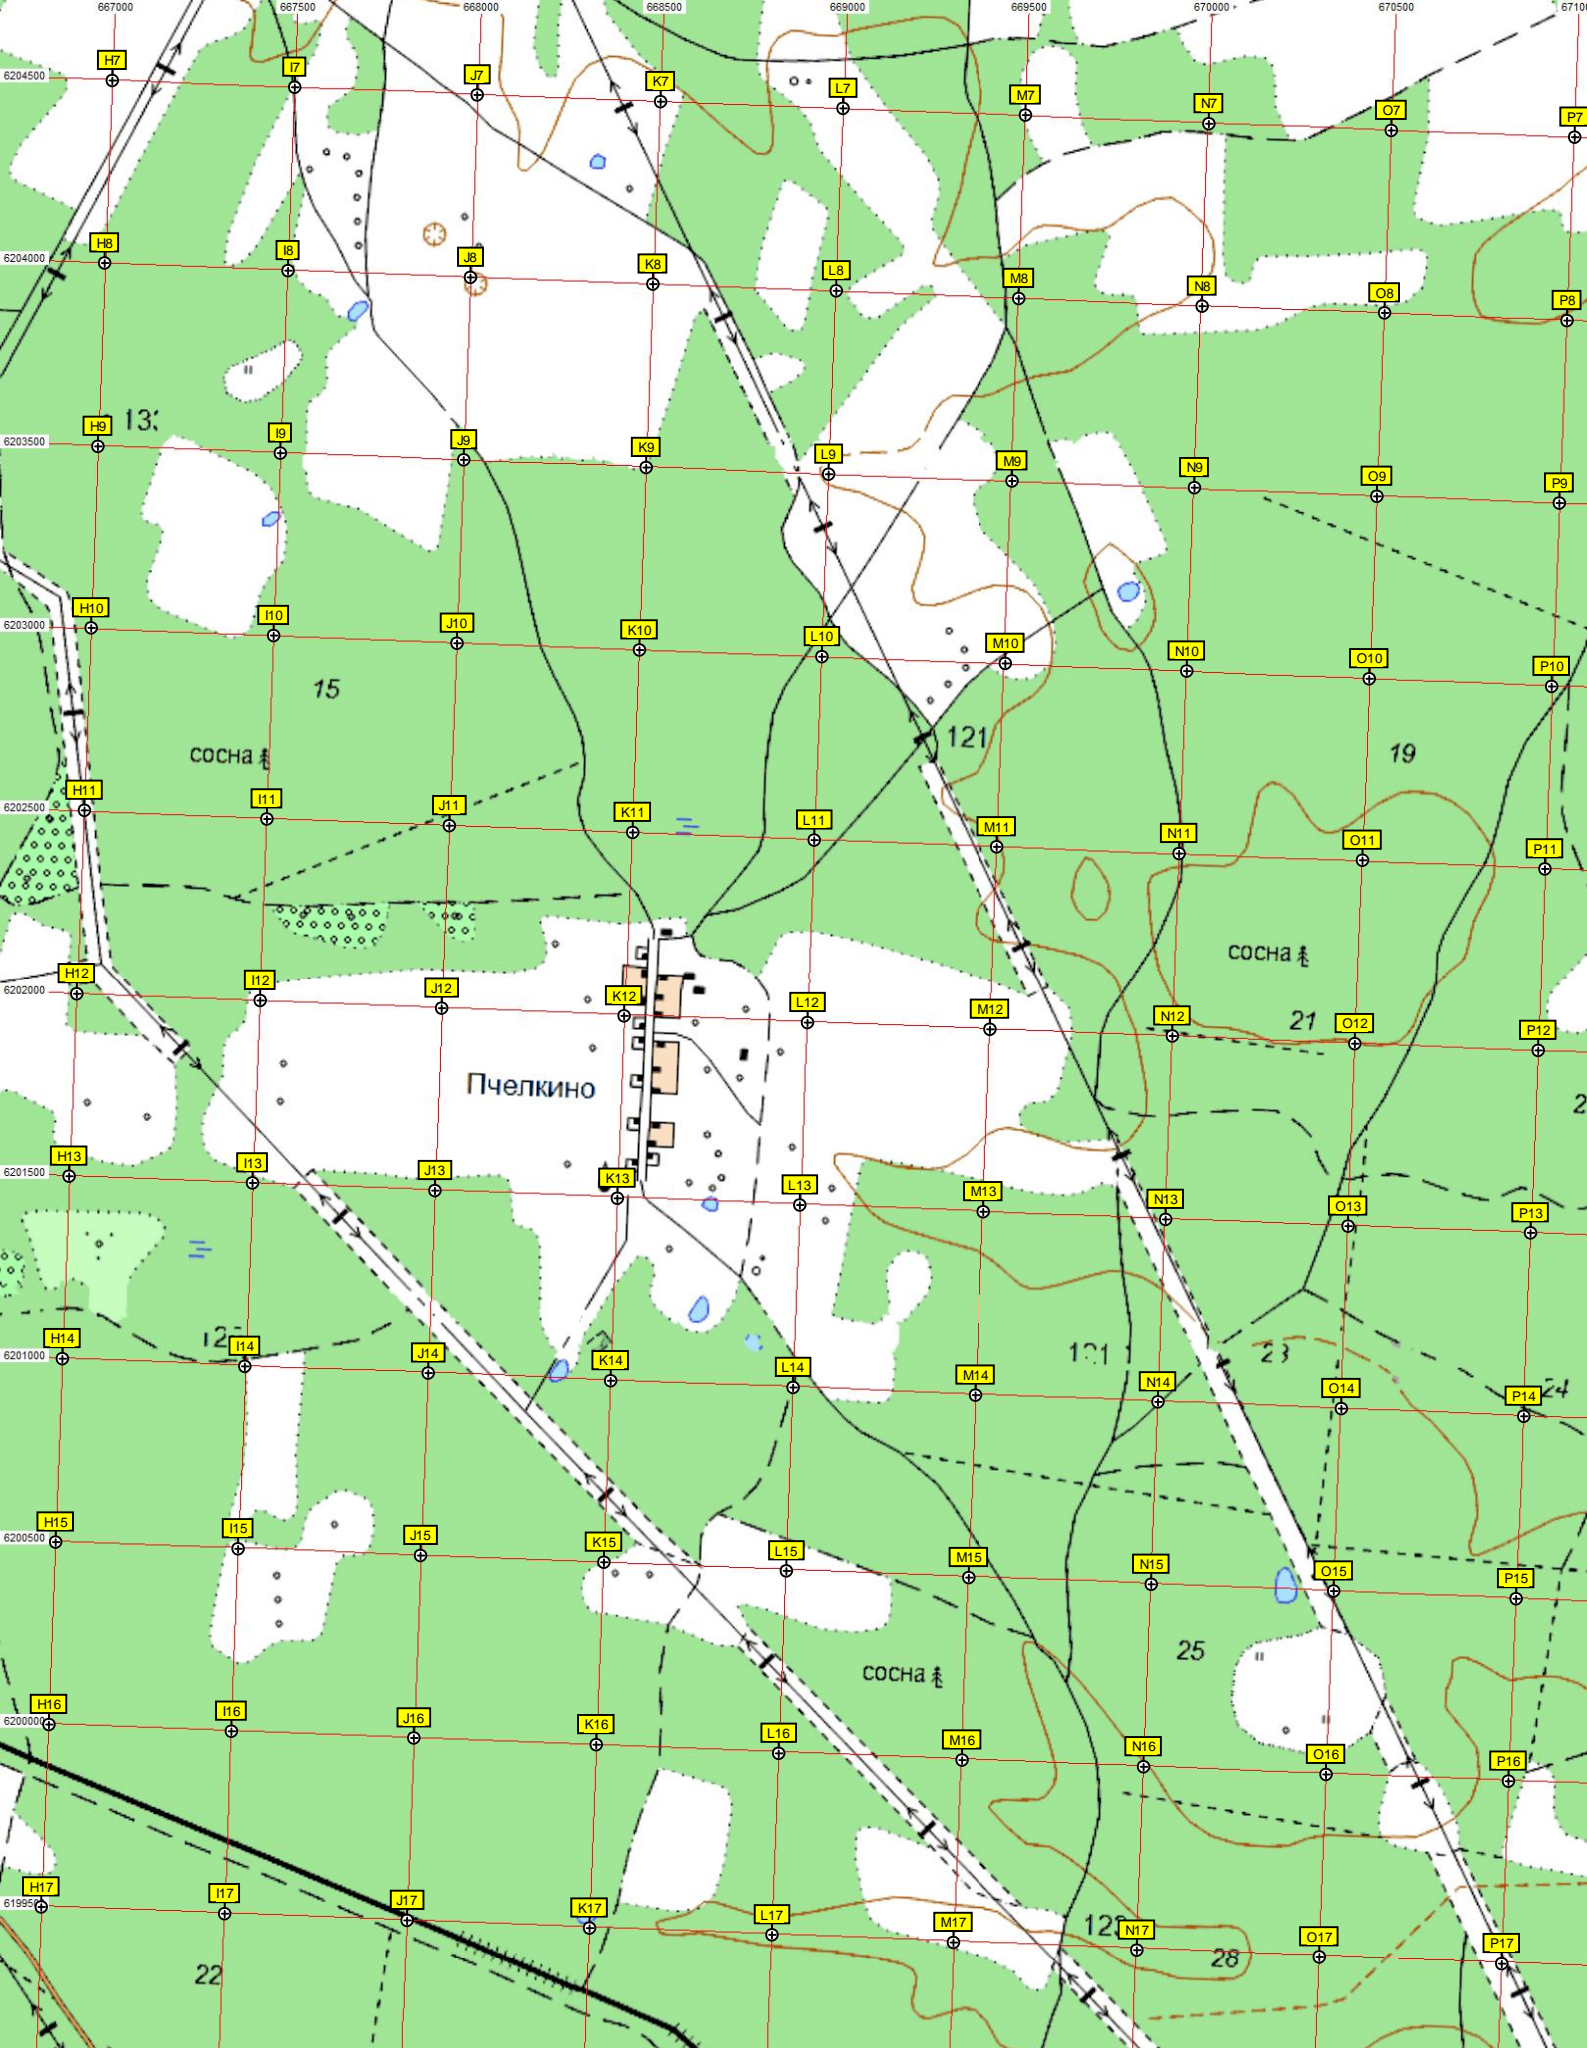 667000 667500 668000 668500 669000 669500 670000 670500
H7 I7 J7 K7 L7 M7 N7 O7 P7
6204500
H8 I8 J8 K8 L8 M8 N8 O8 P8
6204000
H9 I9 J9 K9 L9 M9 N9 O9 P9
6203500
H10 I10 J10 K10 L10 M10 N10 O10 P10
6203000
15
121
19
сосна
H11 I11 J11 K11 L11 M11 N11 O11 P11
6202500
сосна
H12 I12 J12 K12 L12 M12 N12 O12 P12
6202000
21
Пчелкино
H13 I13 J13 K13 L13 M13 N13 O13 P13
6201500
H14 I14 J14 K14 L14 M14 N14 O14 P14
6201000
24
H15 I15 J15 K15 L15 M15 N15 O15 P15
6200500
25
сосна
H16 I16 J16 K16 L16 M16 N16 O16 P16
6200000
H17 I17 J17 K17 L17 M17 N17 O17 P17
28
22